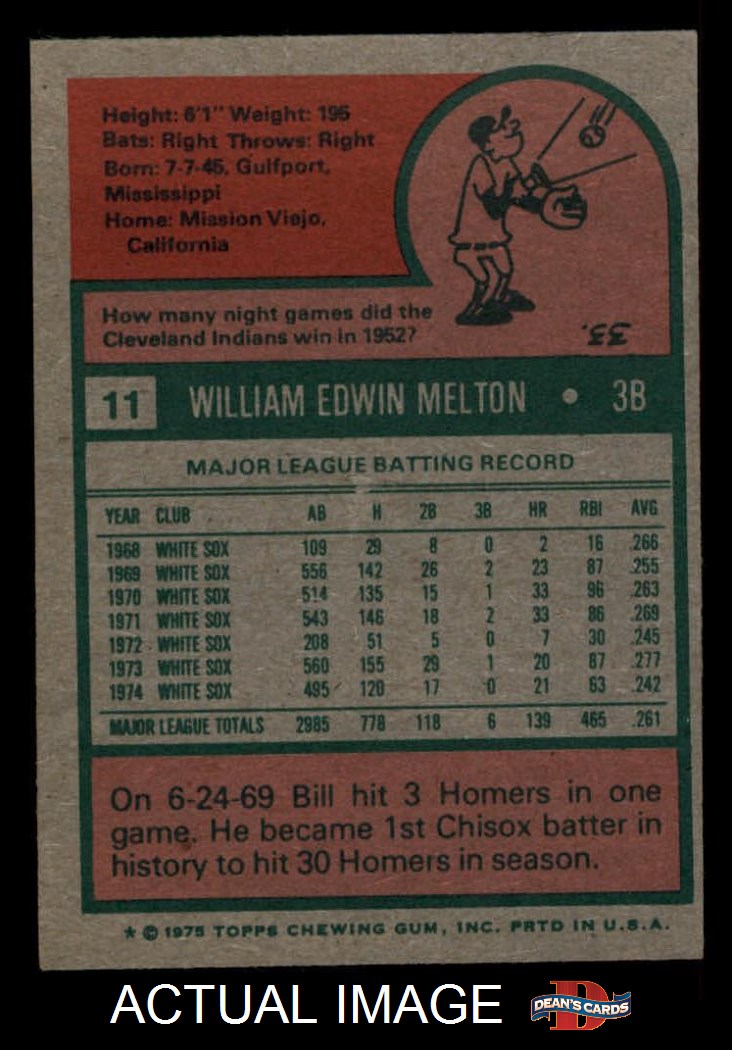 Height: 6'1" Weight: 195
Bats: Right Throws: Right
Born: 7-7-45, Gulfport,
Mississippi
Home: Mission Viejo,
California
How many night games did the
Cleveland Indians win in 1952?
33.
11 WILLIAM EDWIN MELTON • 3B
MAJOR LEAGUE BATTING RECORD
YEAR CLUB AB H 2B 3B HR RBI AVG
1968 WHITE SOX 109 29 8 0 2 16 .266
1969 WHITE SOX 556 142 26 2 23 87 .255
1970 WHITE SOX 514 135 15 1 33 96 .263
1971 WHITE SOX 543 146 18 2 33 86 .269
1972 WHITE SOX 208 51 5 0 7 30 .245
1973 WHITE SOX 560 155 29 1 20 87 .277
1974 WHITE SOX 495 120 17 0 21 63 .242
MAJOR LEAGUE TOTALS 2985 778 118 6 139 465 .261
On 6-24-69 Bill hit 3 Homers in one
game. He became 1st Chisox batter in
history to hit 30 Homers in season.
* © 1975 TOPPS CHEWING GUM, INC. PRTD IN U.S.A.
ACTUAL IMAGE D DEAN'S CARDS